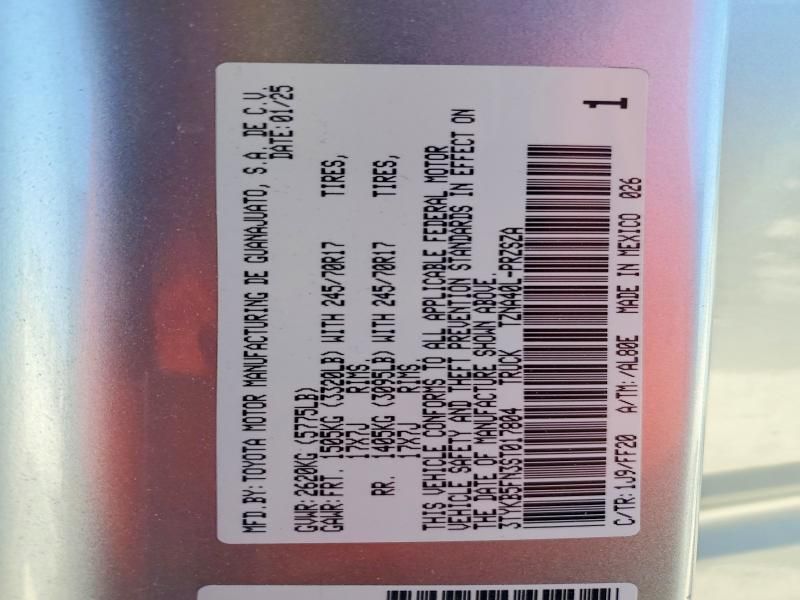 MFD.BY:TOYOTA MOTOR MANUFACTURING DE GUANAJUATO, S.A. DE C.V.
DATE:01/25
GVWR:2620KG (5775LB)
GAWR:FRT. 1505KG (3320LB) WITH 245/70R17 TIRES,
17X7J RIMS.
RR. 1405KG (3095LB) WITH 245/70R17 TIRES,
17X7J RIMS.
THIS VEHICLE CONFORMS TO ALL APPLICABLE FEDERAL MOTOR
VEHICLE SAFETY AND THEFT PREVENTION STANDARDS IN EFFECT ON
THE DATE OF MANUFACTURE SHOWN ABOVE.
3TYKB5FN3ST017804 TRUCK TZNA40L-PRZSZA
1
C/TR:1J9/FF20 A/TM:/AL80E MADE IN MEXICO 026